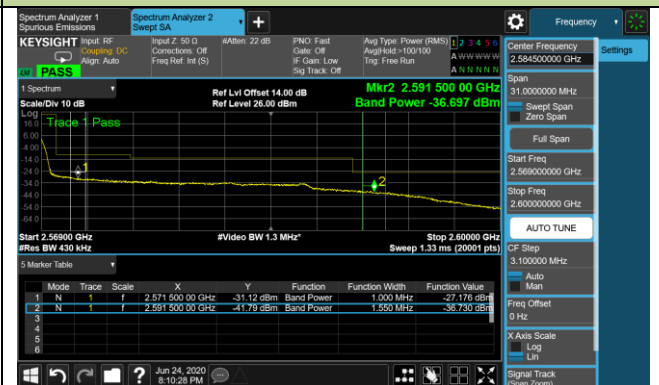 Spectrum Analyzer 1
Spurious Emissions
Spectrum Analyzer 2
Swept SA
+
Frequency
KEYSIGHT
Input: RF
Coupling: DC
Align: Auto
Input Z: 50 Ω
Corrections: Off
Freq Ref: Int (S)
#Atten: 22 dB
PNO: Fast
Gate: Off
IF Gain: Low
Sig Track: Off
Avg Type: Power (RMS)
Avg|Hold:>100/100
Trig: Free Run
1 2 3 4 5 6
A W W W W W
A N N N N N
LM PASS
1 Spectrum
Scale/Div 10 dB
Ref Lvl Offset 14.00 dB
Ref Level 26.00 dBm
Mkr2 2.591 500 00 GHz
Band Power -36.697 dBm
Log
Trace 1 Pass
16.0
6.00
-4.00
-14.0
-24.0
-34.0
-44.0
-54.0
-64.0
1
2
Start 2.56900 GHz
#Res BW 430 kHz
#Video BW 1.3 MHz*
Stop 2.60000 GHz
Sweep 1.33 ms (20001 pts)
5 Marker Table
Mode Trace Scale X Y Function Function Width Function Value
1 N 1 f 2.571 500 00 GHz -31.12 dBm Band Power 1.000 MHz -27.176 dBm
2 N 1 f 2.591 500 00 GHz -41.79 dBm Band Power 1.550 MHz -36.730 dBm
3
4
5
6
Jun 24, 2020
8:10:28 PM
Center Frequency
2.584500000 GHz
Settings
Span
31.0000000 MHz
Swept Span
Zero Span
Full Span
Start Freq
2.569000000 GHz
Stop Freq
2.600000000 GHz
AUTO TUNE
CF Step
3.100000 MHz
Auto
Man
Freq Offset
0 Hz
X Axis Scale
Log
Lin
Signal Track
(Span Zoom)